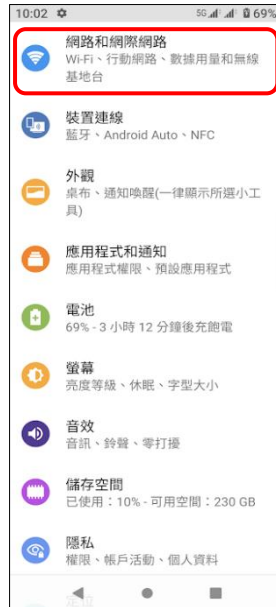 10:02 5G 69%
網路和網際網路
Wi-Fi、行動網路、數據用量和無線
基地台
裝置連線
藍牙、Android Auto、NFC
外觀
桌布、通知喚醒(一律顯示所選小工
具)
應用程式和通知
應用程式權限、預設應用程式
電池
69% - 3 小時 12 分鐘後充飽電
螢幕
亮度等級、休眠、字型大小
音效
音訊、鈴聲、零打擾
儲存空間
已使用：10% - 可用空間：230 GB
隱私
權限、帳戶活動、個人資料
定位